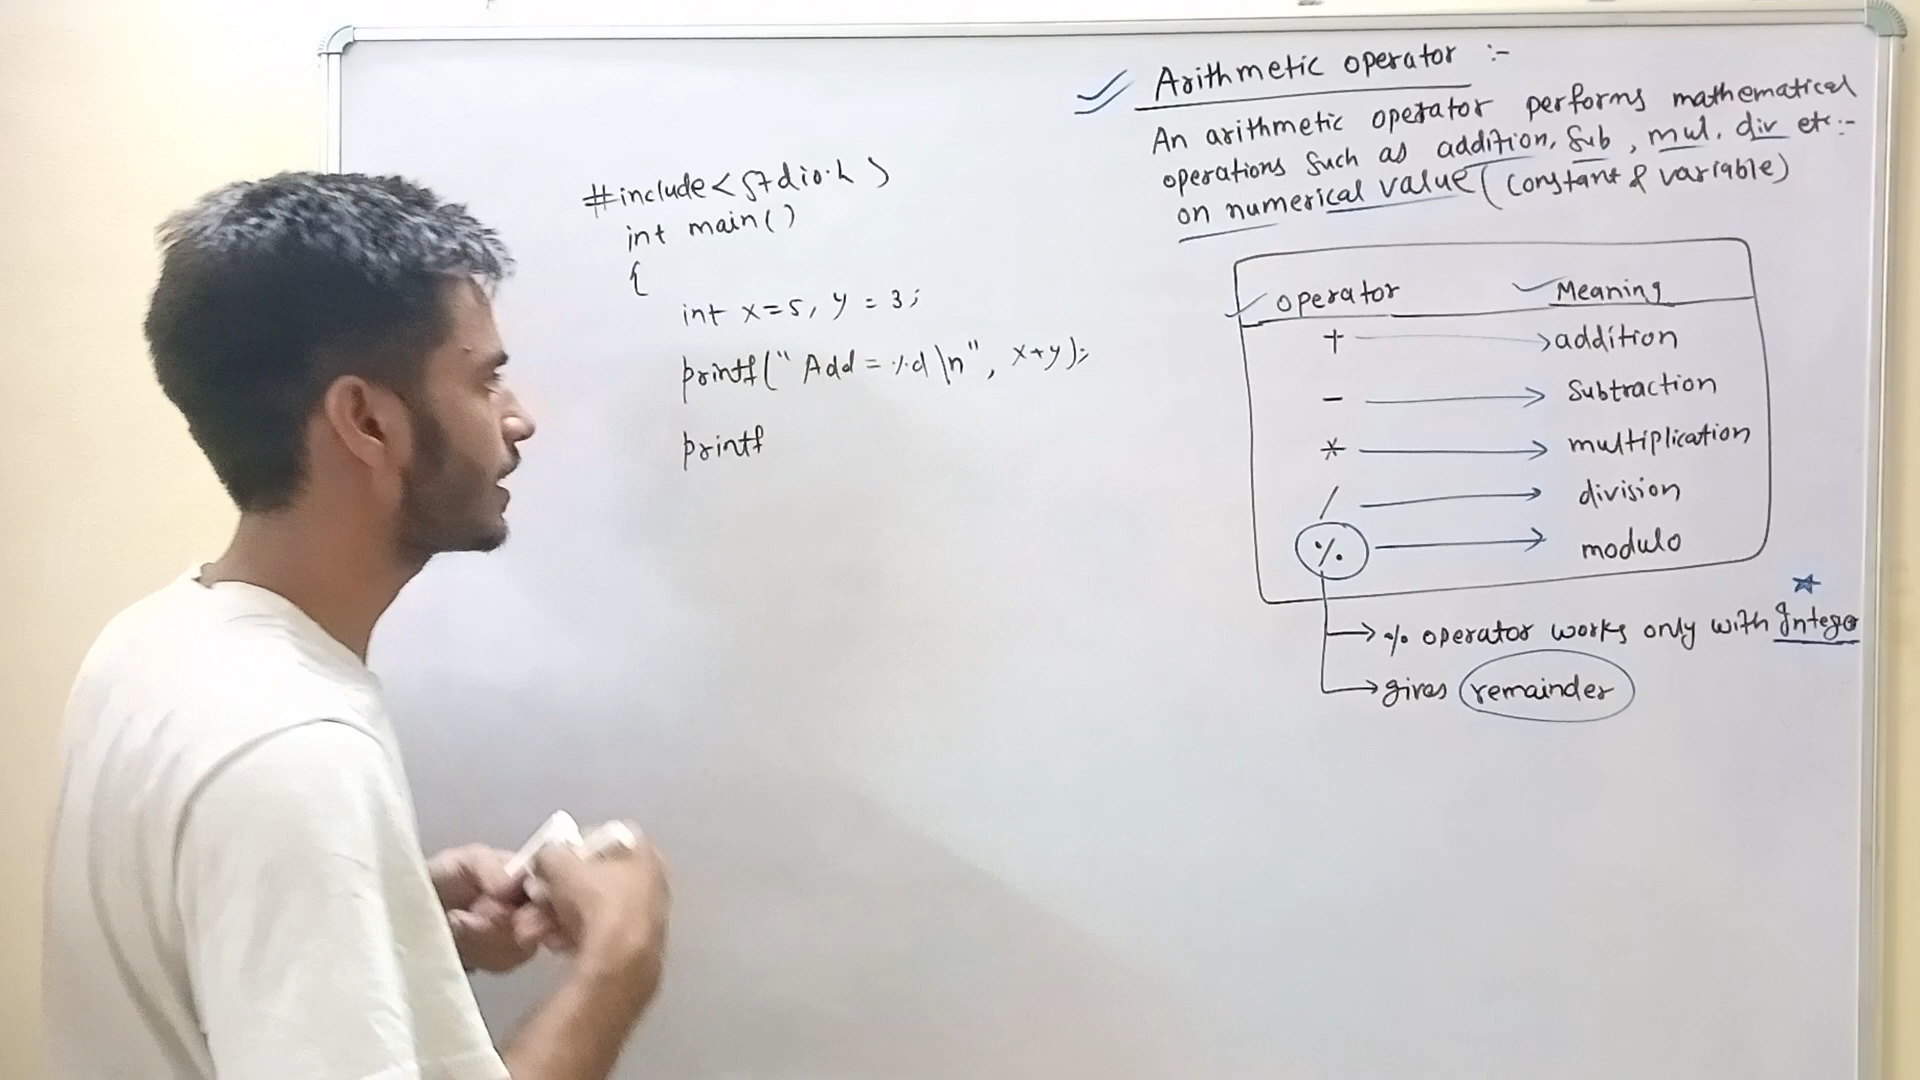 #include<stdio.h>
int main()
{
int x=5, y = 3;
printf("Add = %d \n", x+y);
printf
Arithmetic operator :-
An arithmetic operator performs mathematical
operations such as addition, Sub, mul, div etc:-
on numerical value (constant & variable)
operator Meaning
+ addition
- Subtraction
* multiplication
/ division
% modulo
% operator works only with Integer
gives remainder